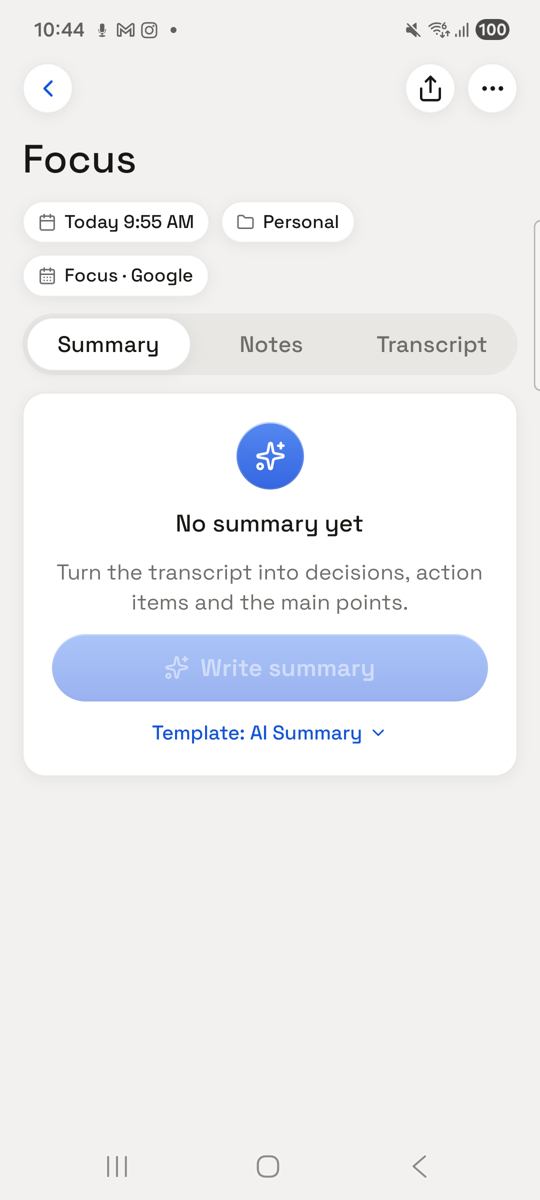 10:44
100
Focus
Today 9:55 AM
Personal
Focus · Google
Summary
Notes
Transcript
No summary yet
Turn the transcript into decisions, action
items and the main points.
Write summary
Template: AI Summary